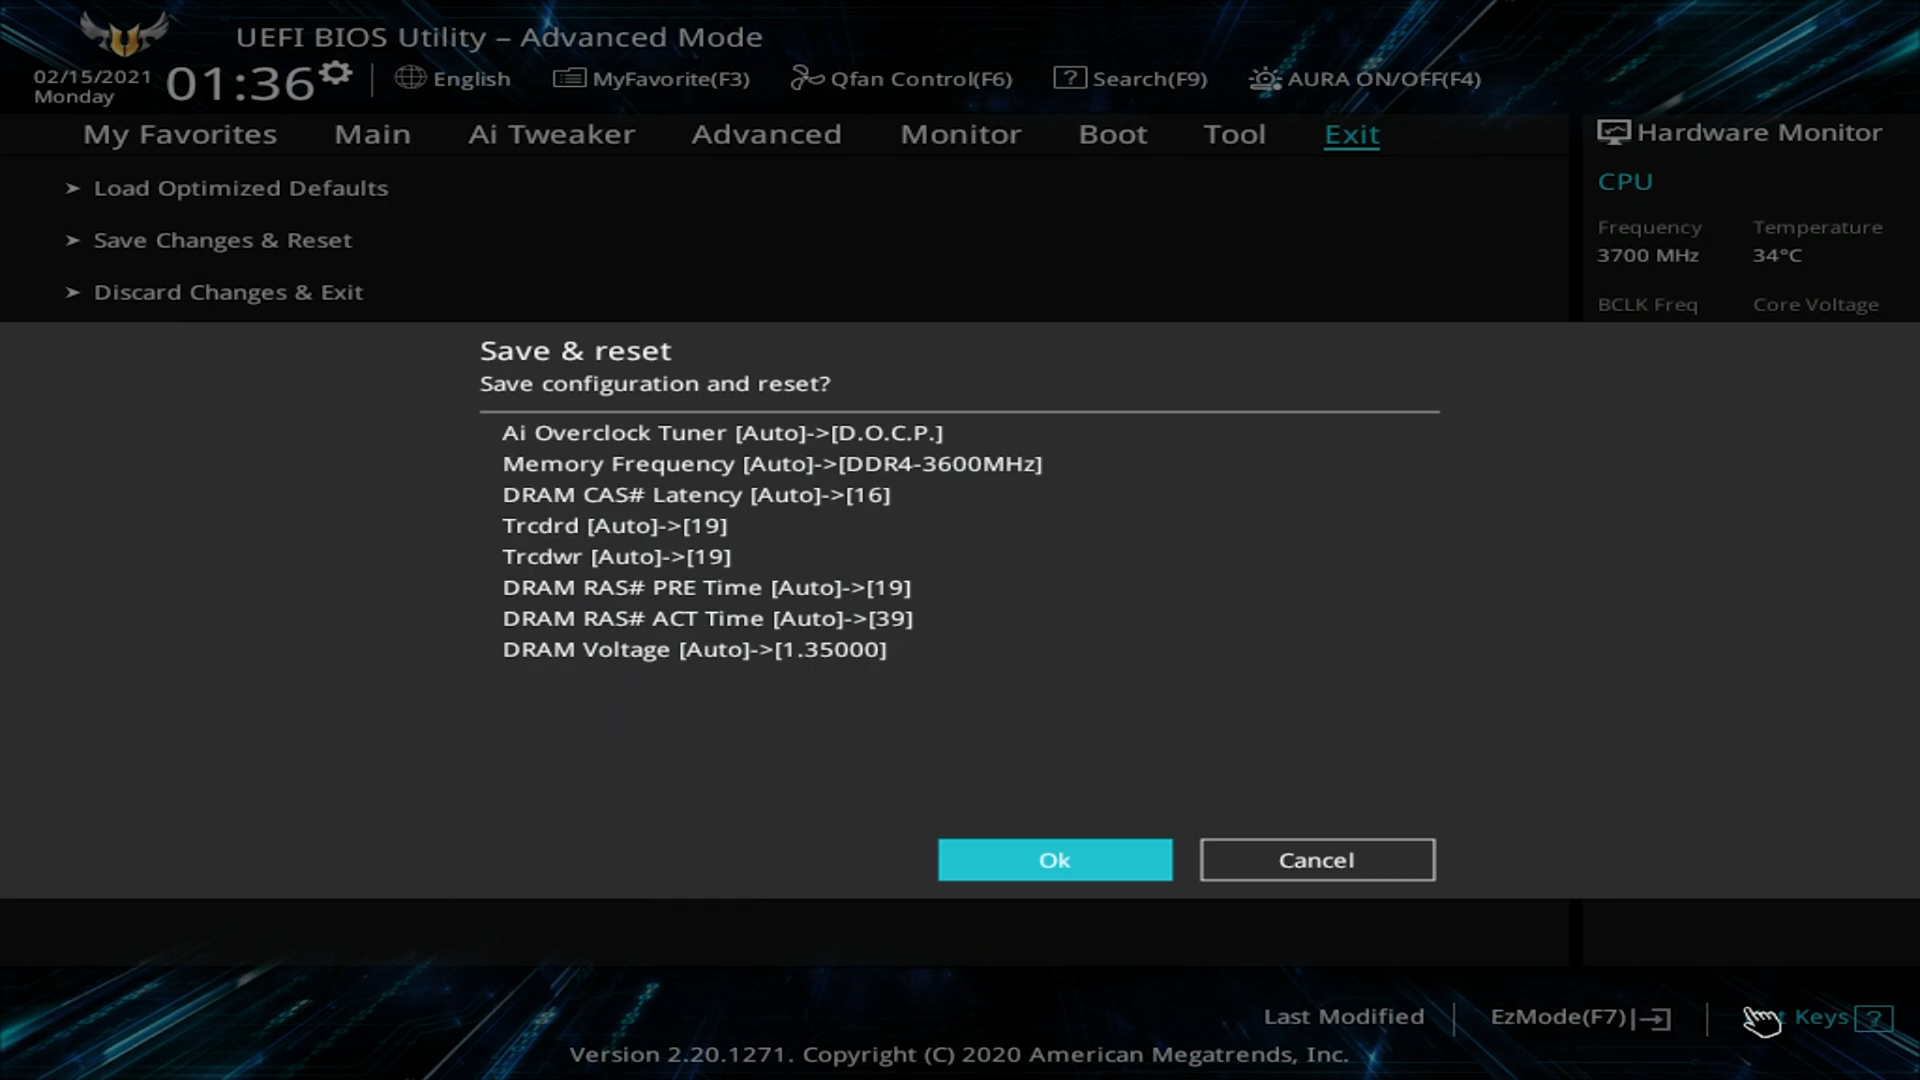 UEFI BIOS Utility – Advanced Mode
02/15/2021
Monday
01:36
English
MyFavorite(F3)
Qfan Control(F6)
Search(F9)
AURA ON/OFF(F4)
My Favorites
Main
Ai Tweaker
Advanced
Monitor
Boot
Tool
Exit
Hardware Monitor
Load Optimized Defaults
Save Changes & Reset
Discard Changes & Exit
CPU
Frequency
Temperature
3700 MHz
34°C
BCLK Freq
Core Voltage
Save & reset
Save configuration and reset?
Ai Overclock Tuner [Auto]->[D.O.C.P.]
Memory Frequency [Auto]->[DDR4-3600MHz]
DRAM CAS# Latency [Auto]->[16]
Trcdrd [Auto]->[19]
Trcdwr [Auto]->[19]
DRAM RAS# PRE Time [Auto]->[19]
DRAM RAS# ACT Time [Auto]->[39]
DRAM Voltage [Auto]->[1.35000]
Ok
Cancel
Last Modified
EzMode(F7)
Keys
?
Version 2.20.1271. Copyright (C) 2020 American Megatrends, Inc.